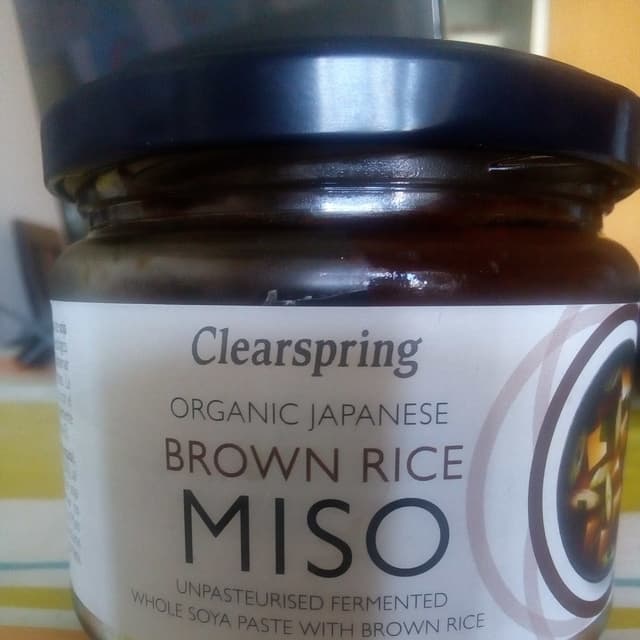 Clearspring
ORGANIC JAPANESE
BROWN RICE
MISO
UNPASTEURISED FERMENTED
WHOLE SOYA PASTE WITH BROWN RICE